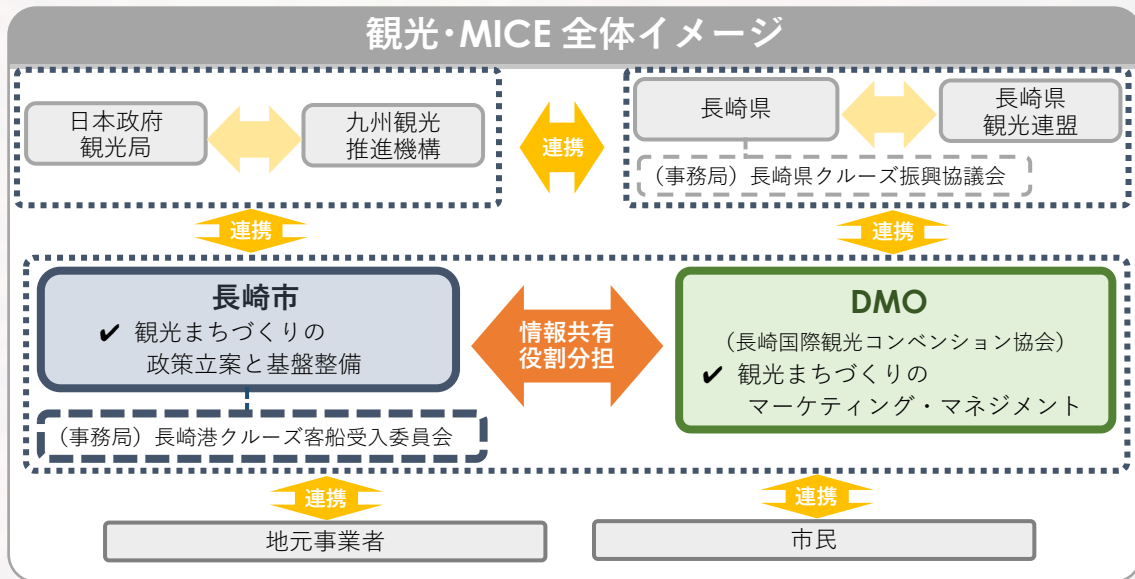 観光・MICE 全体イメージ
日本政府
観光局
九州観光
推進機構
連携
長崎県
長崎県
観光連盟
（事務局）長崎県クルーズ振興協議会
連携
連携
長崎市
✔ 観光まちづくりの
政策立案と基盤整備
（事務局）長崎港クルーズ客船受入委員会
情報共有
役割分担
DMO
（長崎国際観光コンベンション協会）
✔ 観光まちづくりの
マーケティング・マネジメント
連携
連携
地元事業者
市民